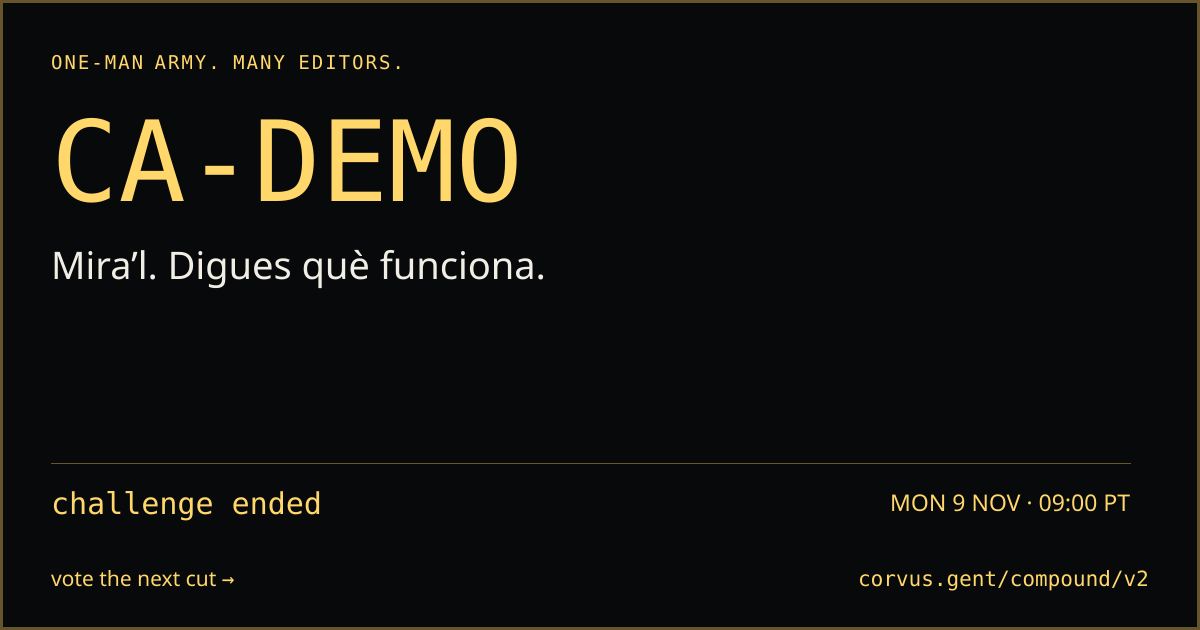 ONE-MAN ARMY. MANY EDITORS.
CA-DEMO
Mira’l. Digues què funciona.
challenge ended
MON 9 NOV · 09:00 PT
vote the next cut →
corvus.gent/compound/v2